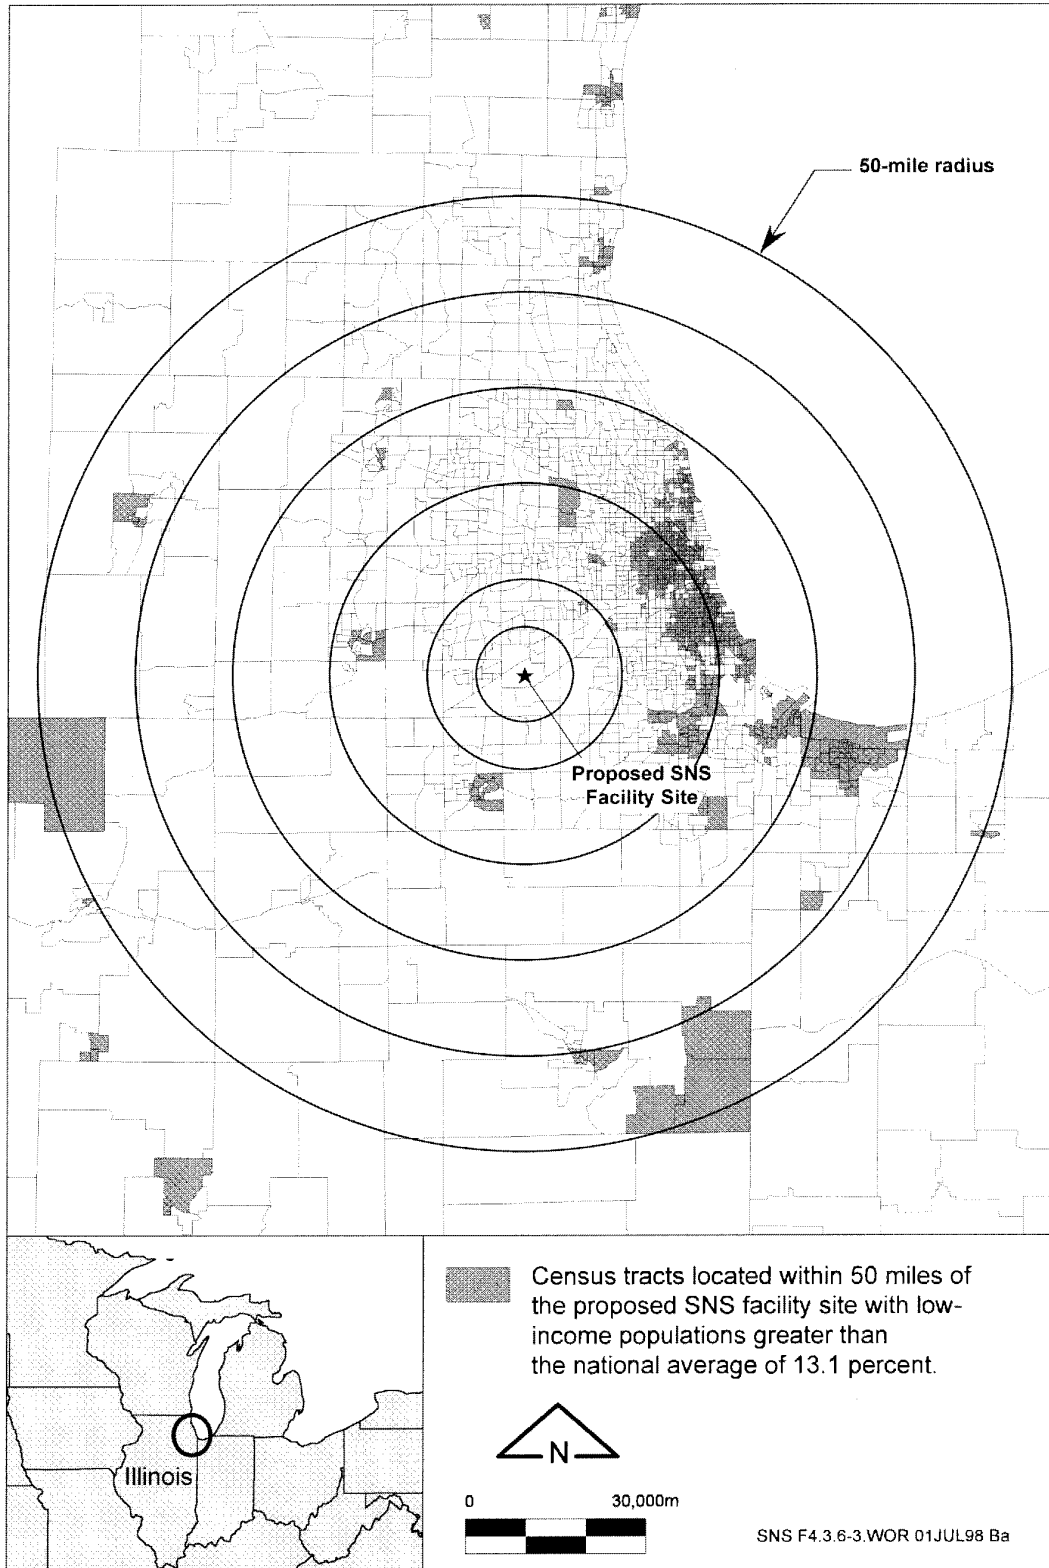 50-mile radius
Proposed SNS
Facility Site
Census tracts located within 50 miles of
the proposed SNS facility site with low-
income populations greater than
the national average of 13.1 percent.
Illinois
N
0 30,000m
SNS F4.3.6-3.WOR 01JUL98 Ba